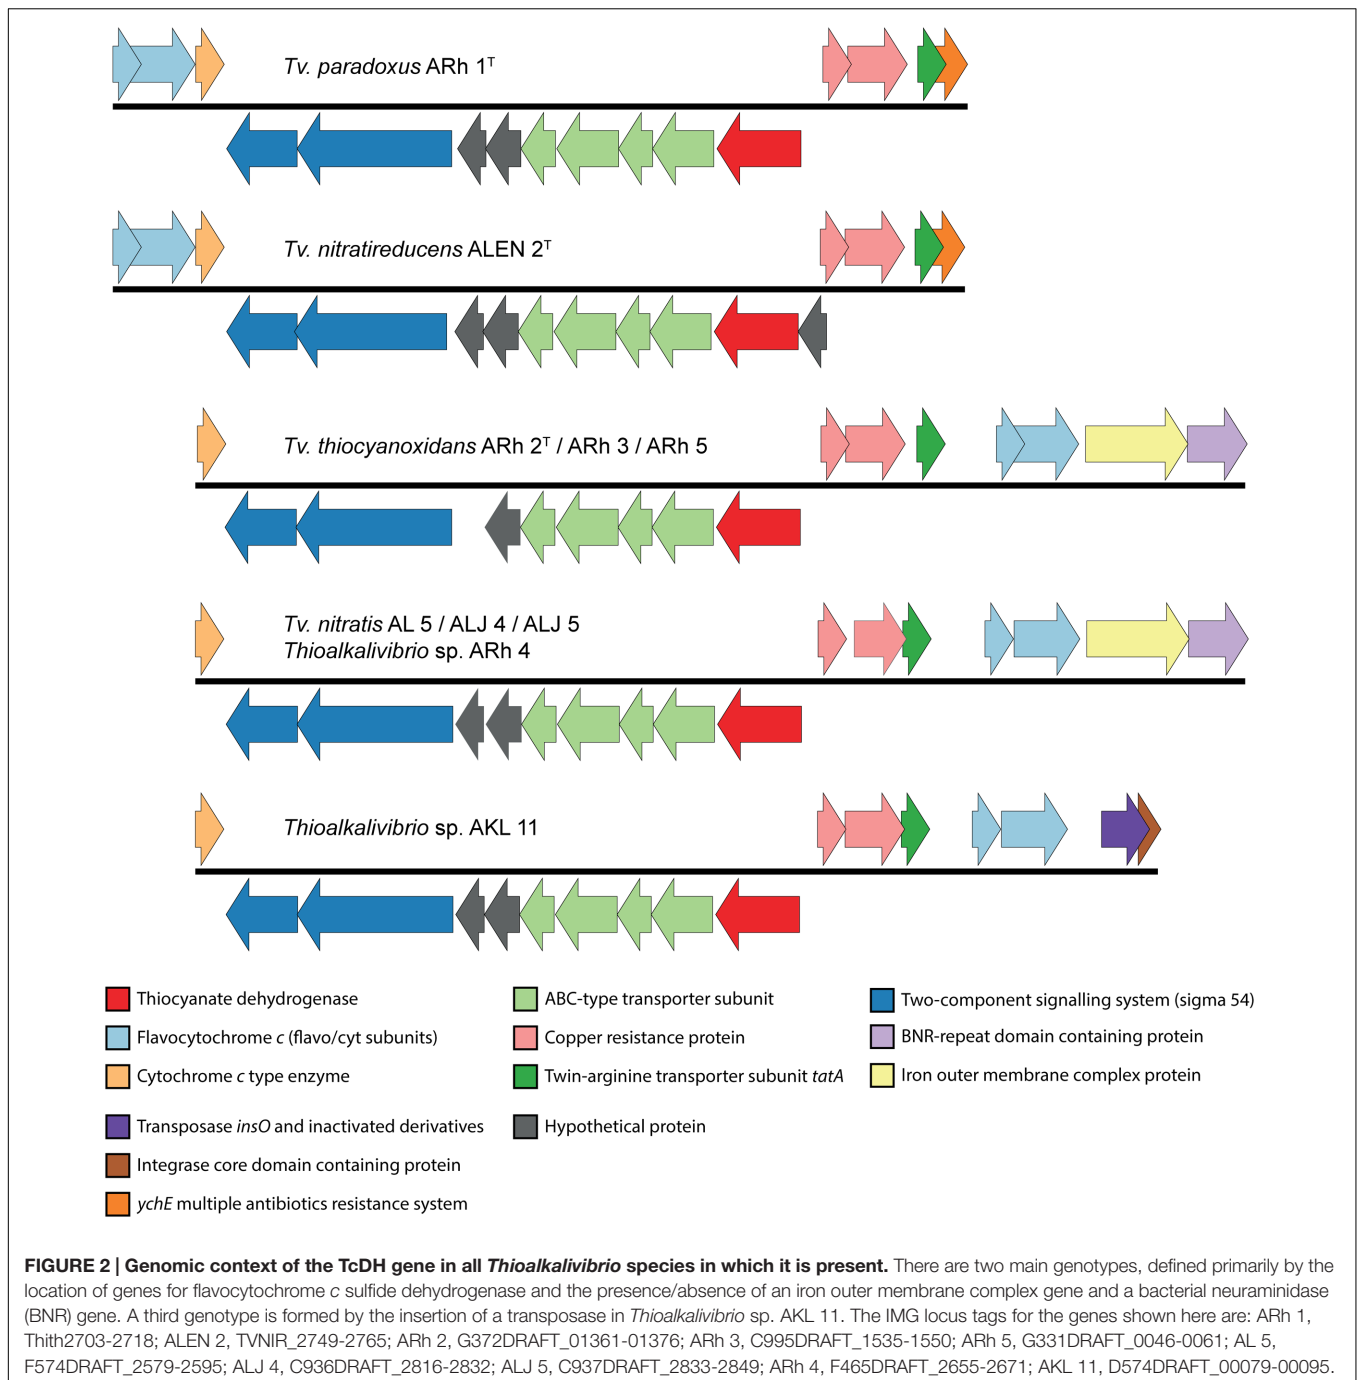 Tv. paradoxus ARh 1T
Tv. nitratireducens ALEN 2T
Tv. thiocyanoxidans ARh 2T / ARh 3 / ARh 5
Tv. nitratis AL 5 / ALJ 4 / ALJ 5
Thioalkalivibrio sp. ARh 4
Thioalkalivibrio sp. AKL 11
Thiocyanate dehydrogenase
Flavocytochrome c (flavo/cyt subunits)
Cytochrome c type enzyme
Transposase insO and inactivated derivatives
Integrase core domain containing protein
ychE multiple antibiotics resistance system
ABC-type transporter subunit
Copper resistance protein
Twin-arginine transporter subunit tatA
Hypothetical protein
Two-component signalling system (sigma 54)
BNR-repeat domain containing protein
Iron outer membrane complex protein
FIGURE 2 | Genomic context of the TcDH gene in all Thioalkalivibrio species in which it is present. There are two main genotypes, defined primarily by the
location of genes for flavocytochrome c sulfide dehydrogenase and the presence/absence of an iron outer membrane complex gene and a bacterial neuraminidase
(BNR) gene. A third genotype is formed by the insertion of a transposase in Thioalkalivibrio sp. AKL 11. The IMG locus tags for the genes shown here are: ARh 1,
Thith2703-2718; ALEN 2, TVNIR_2749-2765; ARh 2, G372DRAFT_01361-01376; ARh 3, C995DRAFT_1535-1550; ARh 5, G331DRAFT_0046-0061; AL 5,
F574DRAFT_2579-2595; ALJ 4, C936DRAFT_2816-2832; ALJ 5, C937DRAFT_2833-2849; ARh 4, F465DRAFT_2655-2671; AKL 11, D574DRAFT_00079-00095.